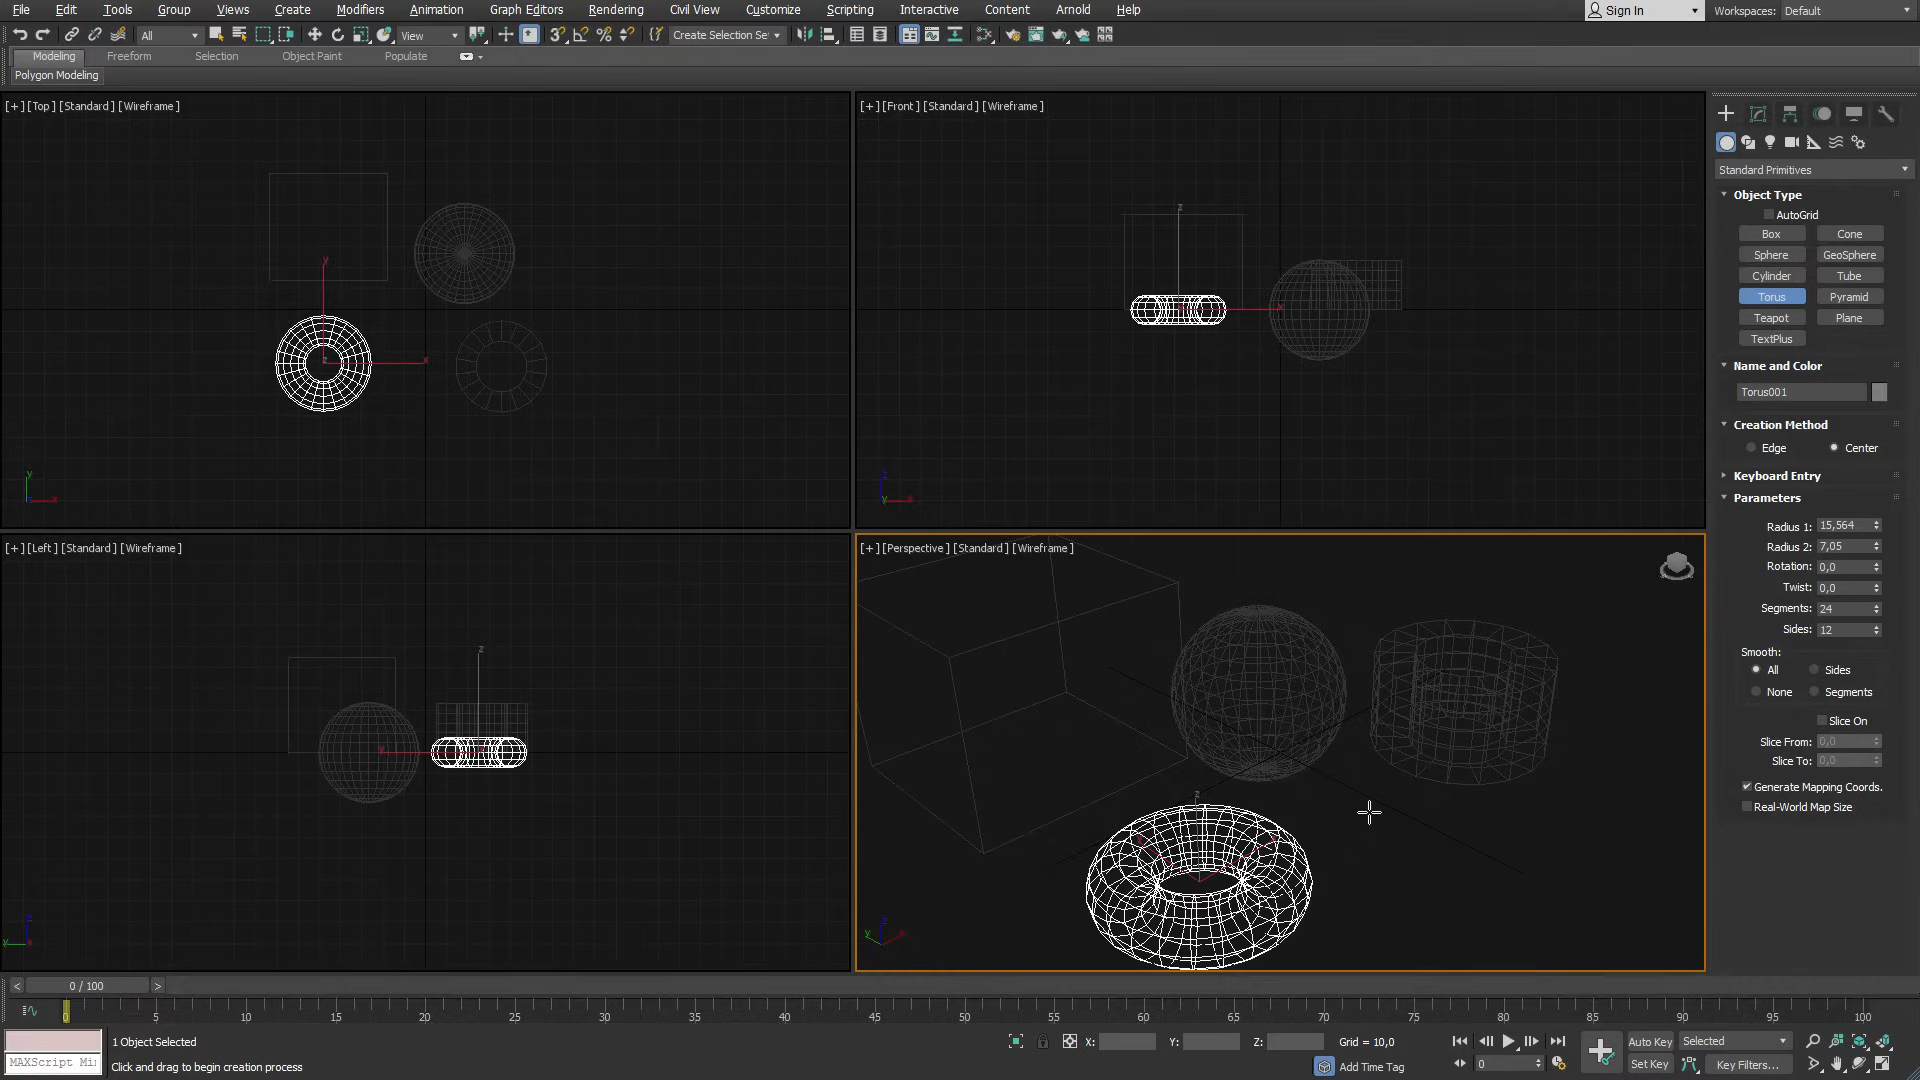 File Edit Tools Group Views Create Modifiers Animation Graph Editors Rendering Civil View Customize Scripting Interactive Content Arnold Help Sign In Workspaces: Default
All View Create Selection Se
Modeling Freeform Selection Object Paint Populate
Polygon Modeling
[+] [Top] [Standard] [Wireframe]
[+] [Front] [Standard] [Wireframe]
Standard Primitives
Object Type
AutoGrid
Box Cone
Sphere GeoSphere
Cylinder Tube
Torus Pyramid
Teapot Plane
TextPlus
Name and Color
Torus001
Creation Method
Edge Center
Keyboard Entry
Parameters
Radius 1: 15,564
Radius 2: 7,05
Rotation: 0,0
Twist: 0,0
Segments: 24
Sides: 12
Smooth:
All Sides
None Segments
Slice On
Slice From: 0,0
Slice To: 0,0
Generate Mapping Coords.
Real-World Map Size
[+] [Left] [Standard] [Wireframe]
[+] [Perspective] [Standard] [Wireframe]
< 0 / 100 >
0 5 10 15 20 25 30 35 40 45 50 55 60 65 70 75 80 85 90 95 100
1 Object Selected X: Y: Z: Grid = 10,0 Auto Key Selected
MAXScript Mi Click and drag to begin creation process Add Time Tag 0 Set Key Key Filters...